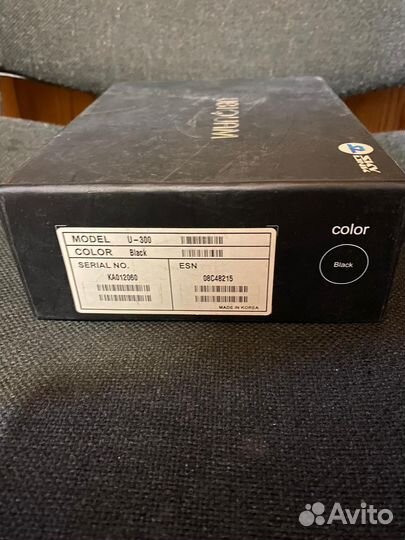 MODEL U-300
COLOR Black
SERIAL NO. ESN
KA012060 08C48215
MADE IN KOREA
color
Black
Avito